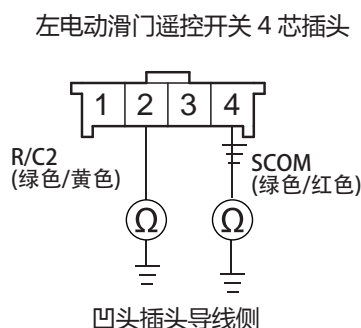 左电动滑门遥控开关 4 芯插头
1 2 3 4
R/C2
(绿色/黄色)
SCOM
(绿色/红色)
Ω Ω
凹头插头导线侧